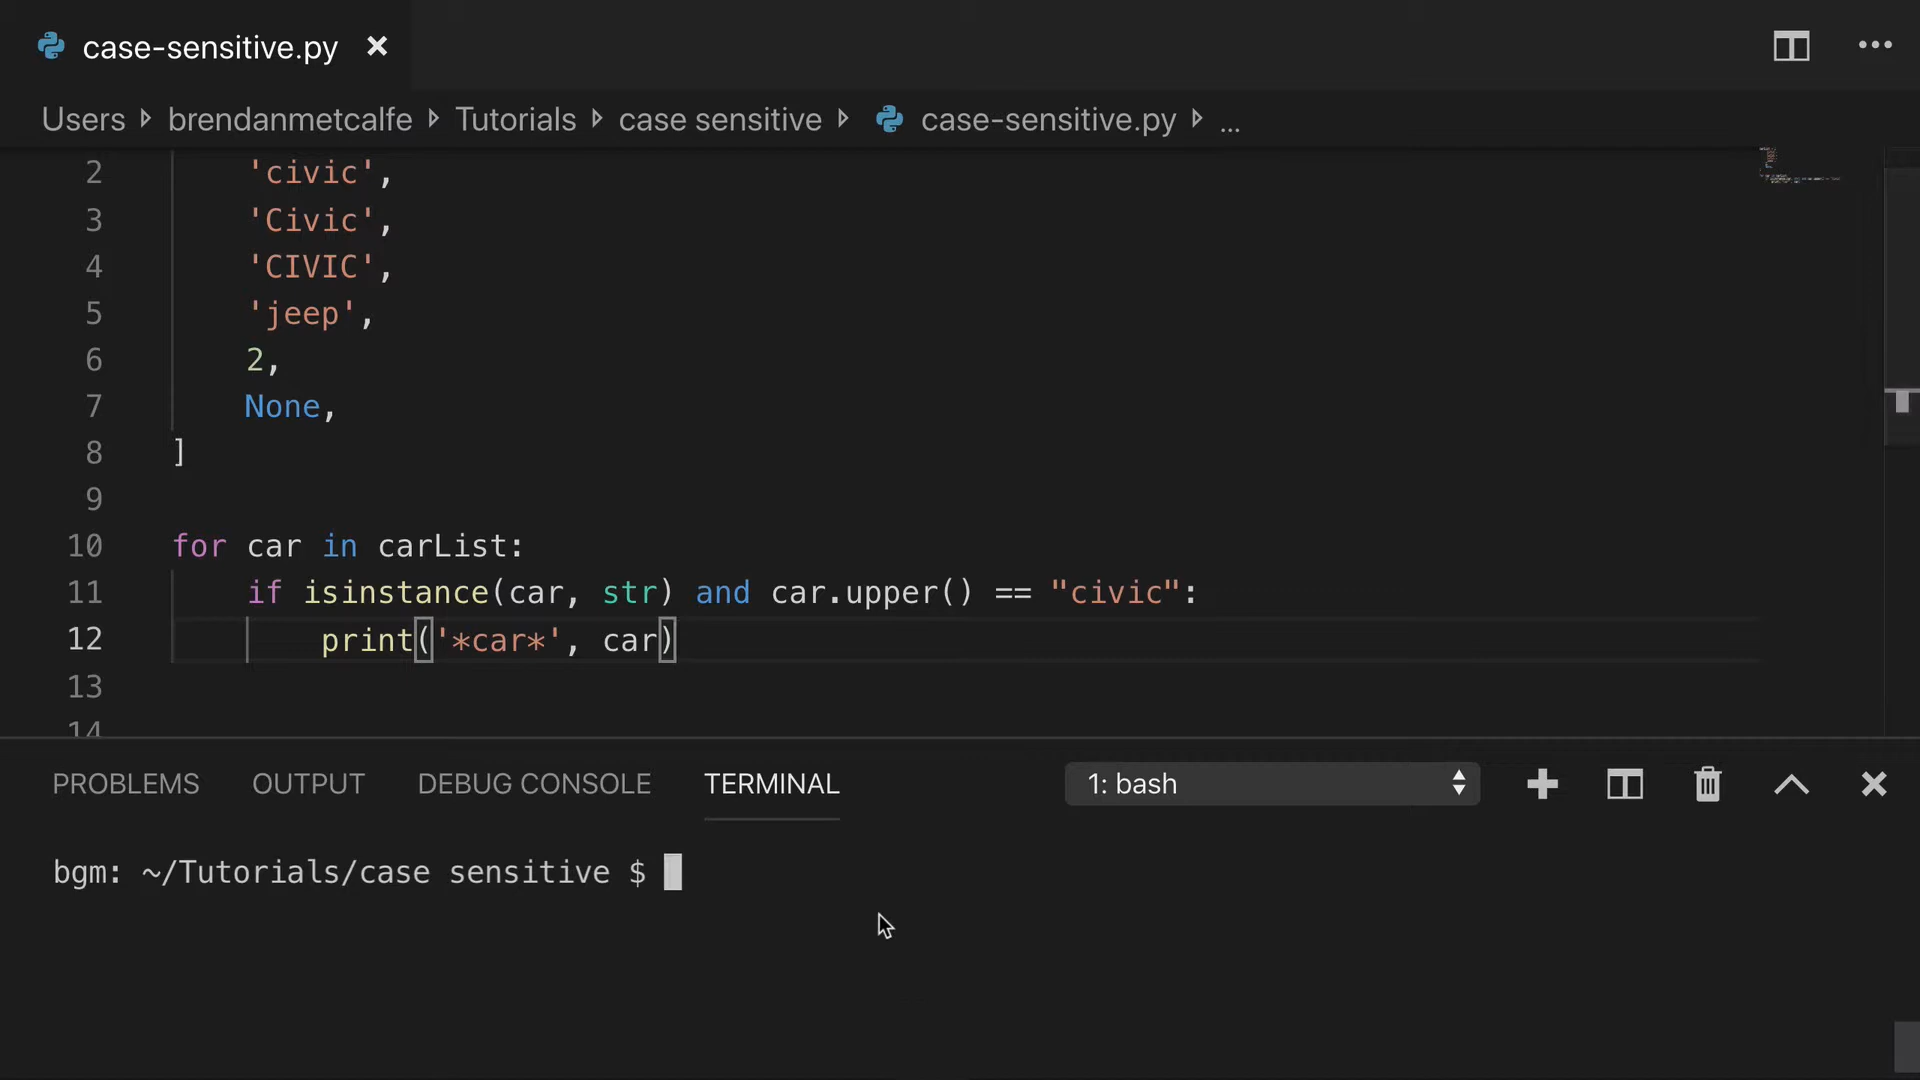 case-sensitive.py
Users brendanmetcalfe Tutorials case sensitive case-sensitive.py ...
2 'civic',
3 'Civic',
4 'CIVIC',
5 'jeep',
6 2,
7 None,
8 ]
9
10 for car in carList:
11 if isinstance(car, str) and car.upper() == "civic":
12 print('*car*', car)
13
14
PROBLEMS OUTPUT DEBUG CONSOLE TERMINAL 1: bash
bgm: ~/Tutorials/case sensitive $